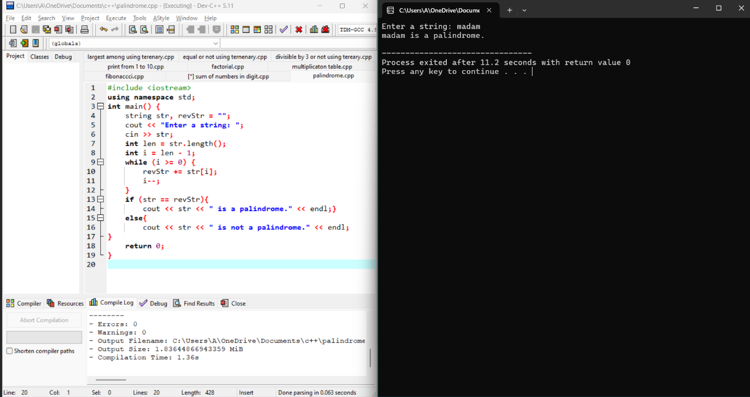 C:\Users\A\OneDrive\Documents\c++\palindrome.cpp - [Executing] - Dev-C++ 5.11
File Edit Search View Project Execute Tools AStyle Window Help
TDM-GCC 4.9
(globals)
Project Classes Debug
largest among using terenary.cpp equal or not using temenary.cpp divisible by 3 not using tereary.cpp
print from 1 to 10.cpp factorial.cpp multiplicaton table.cpp
fibonaccci.cpp [*] sum of numbers in digit.cpp palindrome.cpp
1 #include <iostream>
2 using namespace std;
3 int main() {
4 string str, revStr = "";
5 cout << "Enter a string: ";
6 cin >> str;
7 int len = str.length();
8 int i = len - 1;
9 while (i >= 0) {
10 revStr += str[i];
11 i--;
12 }
13 if (str == revStr){
14 cout << str << " is a palindrome." << endl;}
15 else{
16 cout << str << " is not a palindrome." << endl;
17 }
18 return 0;
19 }
20
Compiler Resources Compile Log Debug Find Results Close
Abort Compilation
Shorten compiler paths
--------
- Errors: 0
- Warnings: 0
- Output Filename: C:\Users\A\OneDrive\Documents\c++\palindrome
- Output Size: 1.83644866943359 MiB
- Compilation Time: 1.36s
Line: 20 Col: 1 Sel: 0 Lines: 20 Length: 428 Insert Done parsing in 0.063 seconds
C:\Users\A\OneDrive\Docume
Enter a string: madam
madam is a palindrome.
--------------------------------
Process exited after 11.2 seconds with return value 0
Press any key to continue . . .